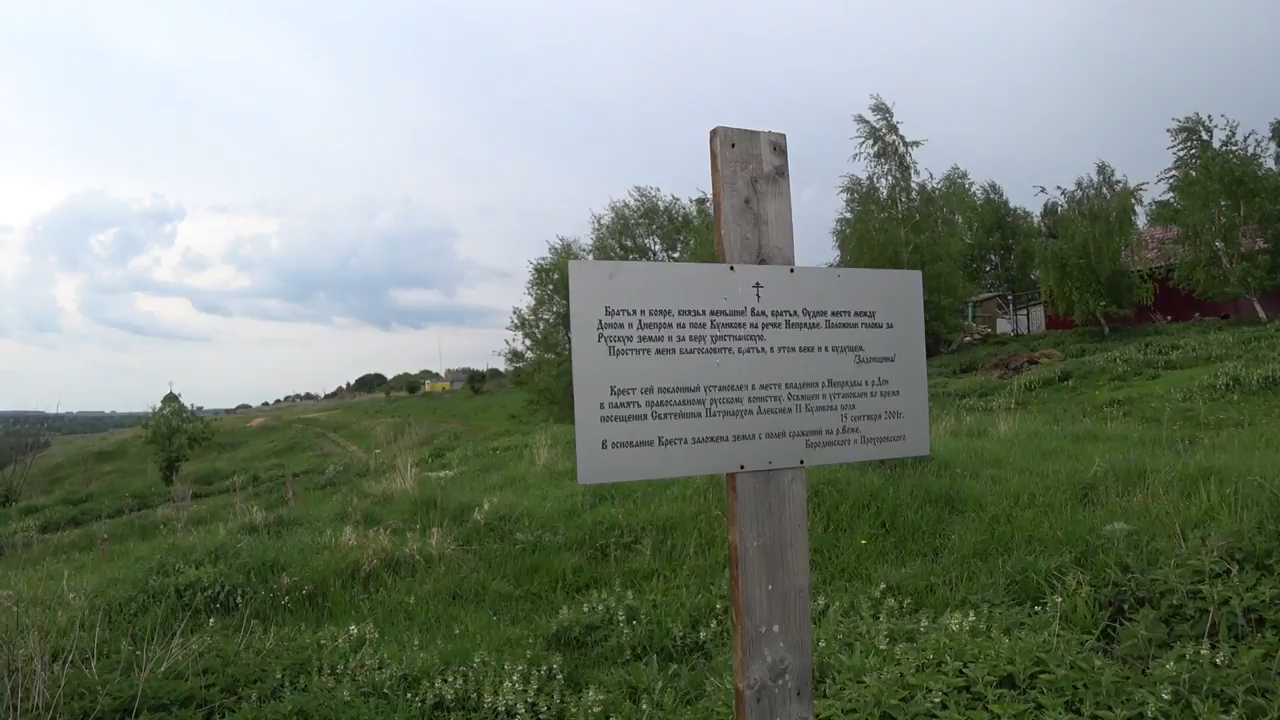 Братья и бояре, князья меньшие! Вам, братья, Судное место между
Доном и Днепром на поле Куликове на речке Непрядве. Положили головы за
Русскую землю и за веру христианскую.
Простите меня благословите, братья, в этом веке и в будущем.
/Задонщина/
Крест сей поклонный установлен в месте впадения р.Непрядвы в р.Дон
в память православному русскому воинству. Освящен и установлен во время
посещения Святейшим Патриархом Алексием II Куликова поля
15 сентября 2001г.
В основание Креста заложена земля с полей сражений на р.Воже,
Бородинского и Прохоровского.